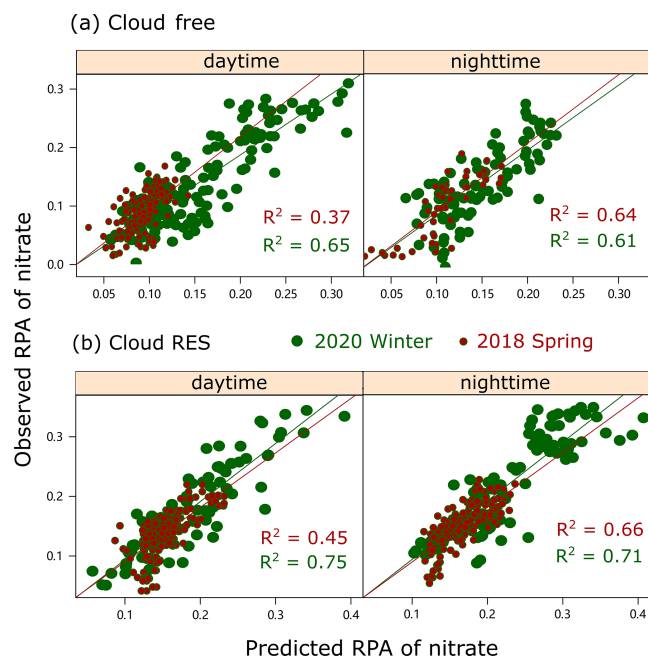 (a) Cloud free
daytime nighttime
0.3
0.2
0.1
0.0
R² = 0.37
R² = 0.65
R² = 0.64
R² = 0.61
0.05 0.10 0.15 0.20 0.25 0.30 0.05 0.10 0.15 0.20 0.25 0.30
(b) Cloud RES
2020 Winter 2018 Spring
daytime nighttime
0.3
0.2
0.1
R² = 0.45
R² = 0.75
R² = 0.66
R² = 0.71
0.1 0.2 0.3 0.4 0.1 0.2 0.3 0.4
Observed RPA of nitrate
Predicted RPA of nitrate